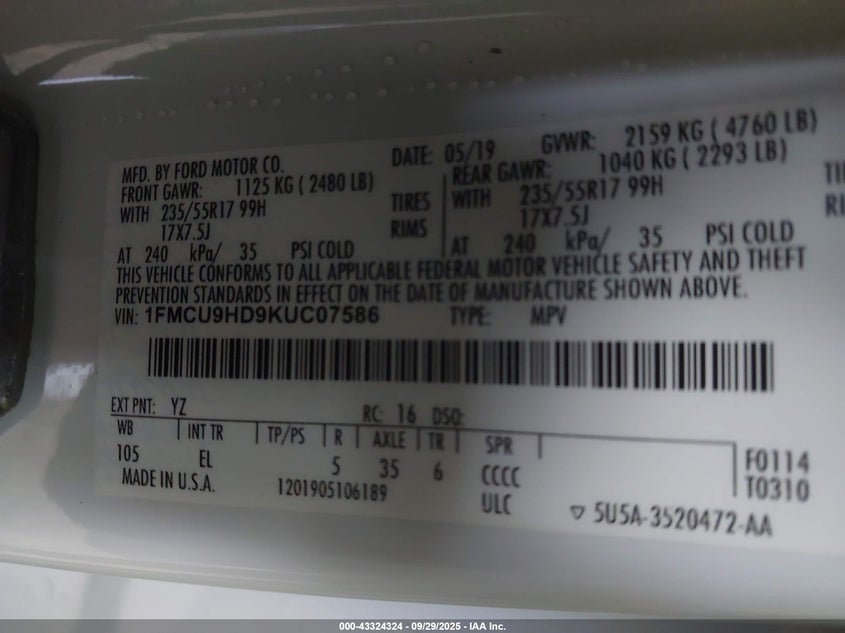 MFD. BY FORD MOTOR CO. DATE: 05/19 GVWR: 2159 KG ( 4760 LB)
FRONT GAWR: 1125 KG ( 2480 LB) REAR GAWR: 1040 KG ( 2293 LB)
WITH 235/55R17 99H TIRES WITH 235/55R17 99H
17X7.5J RIMS 17X7.5J
AT 240 kPa/ 35 PSI COLD AT 240 kPa/ 35 PSI COLD
THIS VEHICLE CONFORMS TO ALL APPLICABLE FEDERAL MOTOR VEHICLE SAFETY AND THEFT
PREVENTION STANDARDS IN EFFECT ON THE DATE OF MANUFACTURE SHOWN ABOVE.
VIN: 1FMCU9HD9KUC07586 TYPE: MPV
EXT PNT: YZ RC: 16 DSO:
WB INT TR TP/PS R AXLE TR SPR
105 EL 5 35 6 CCCC F0114
MADE IN U.S.A. 1201905106189 ULC T0310
5U5A-3520472-AA
000-43324324 | 09/29/2025 - IAA Inc.